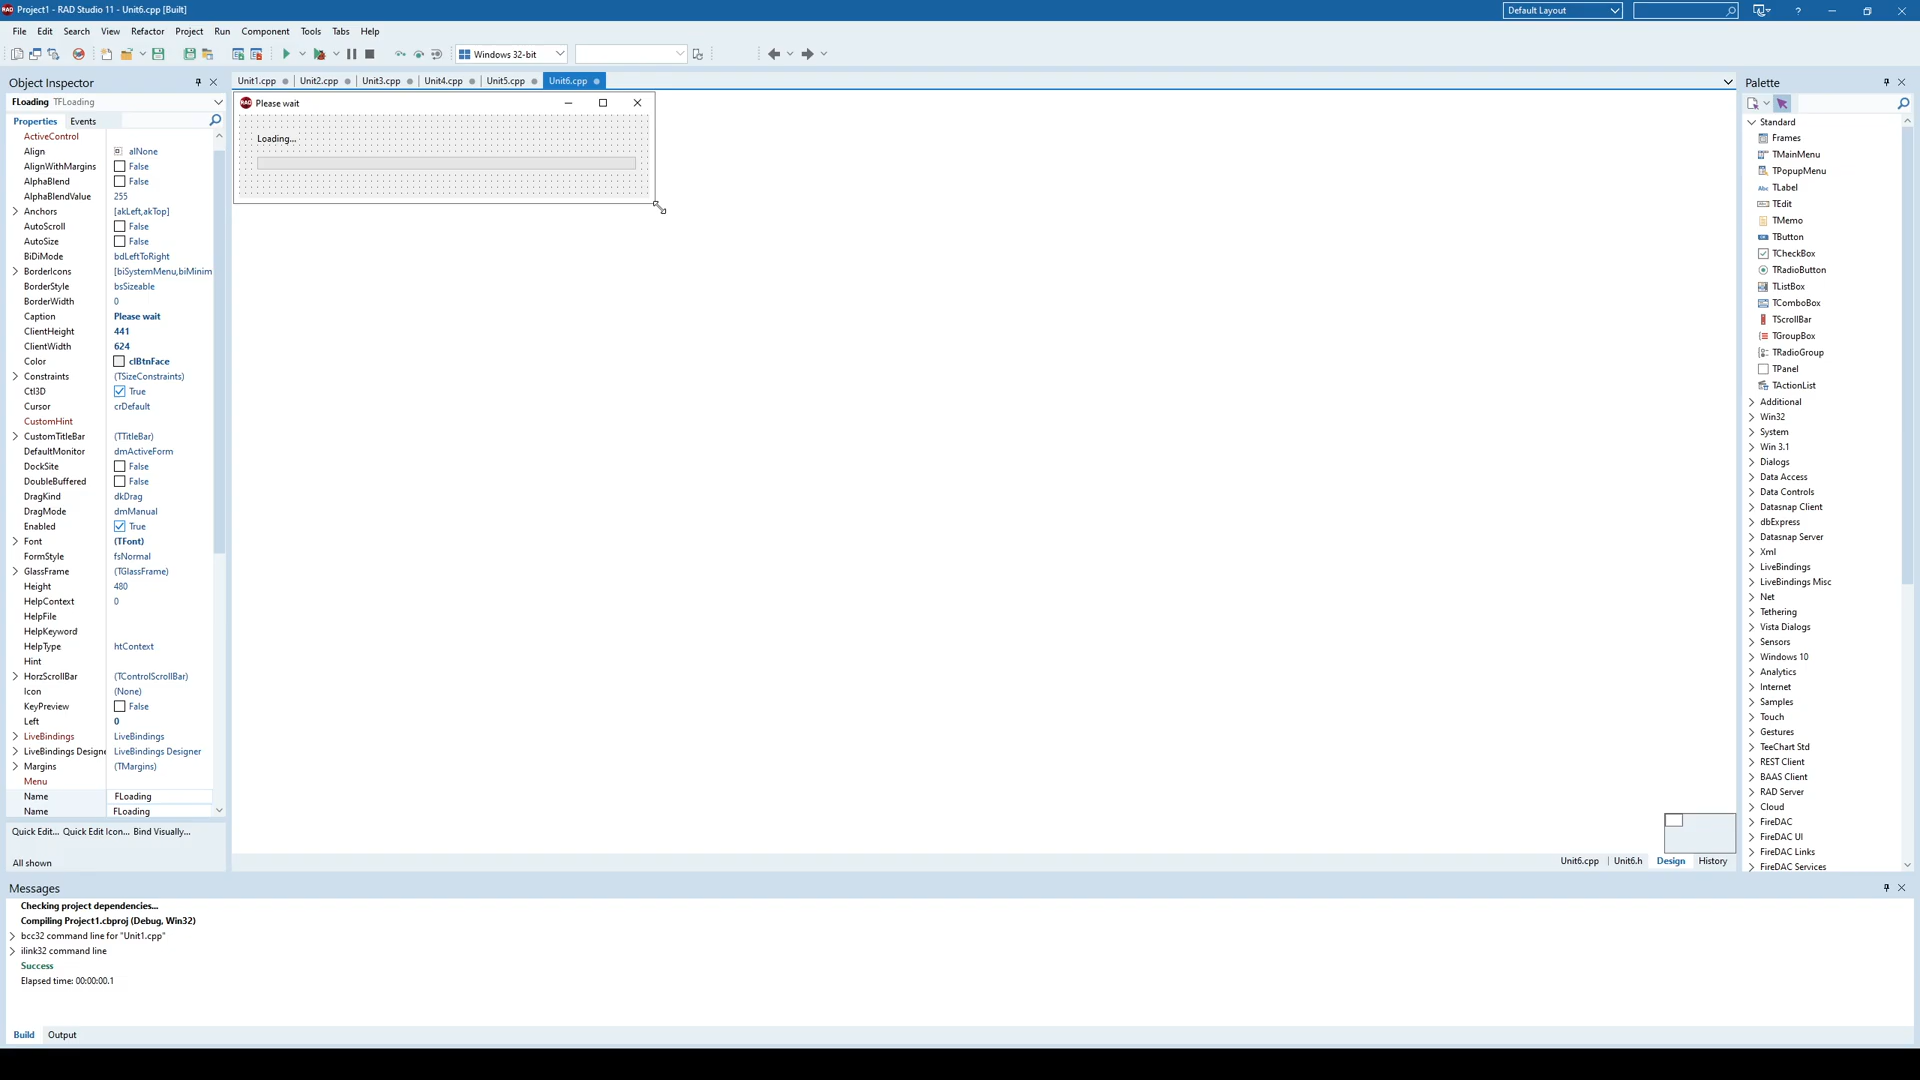 Project1 - RAD Studio 11 - Unit6.cpp [Built]
Default Layout
?
File Edit Search View Refactor Project Run Component Tools Tabs Help
Windows 32-bit
Object Inspector
Unit1.cpp Unit2.cpp Unit3.cpp Unit4.cpp Unit5.cpp Unit6.cpp
Palette
FLoading TFLoading
Properties Events
ActiveControl
Align alNone
AlignWithMargins False
AlphaBlend False
AlphaBlendValue 255
Anchors [akLeft,akTop]
AutoScroll False
AutoSize False
BiDiMode bdLeftToRight
BorderIcons [biSystemMenu,biMinim
BorderStyle bsSizeable
BorderWidth 0
Caption Please wait
ClientHeight 441
ClientWidth 624
Color clBtnFace
Constraints (TSizeConstraints)
Ctl3D True
Cursor crDefault
CustomHint
CustomTitleBar (TTitleBar)
DefaultMonitor dmActiveForm
DockSite False
DoubleBuffered False
DragKind dkDrag
DragMode dmManual
Enabled True
Font (TFont)
FormStyle fsNormal
GlassFrame (TGlassFrame)
Height 480
HelpContext 0
HelpFile
HelpKeyword
HelpType htContext
Hint
HorzScrollBar (TControlScrollBar)
Icon (None)
KeyPreview False
Left 0
LiveBindings LiveBindings
LiveBindings Designe LiveBindings Designer
Margins (TMargins)
Menu
Name FLoading
Name FLoading
Quick Edit... Quick Edit Icon... Bind Visually...
All shown
RAD Please wait
Loading...
Unit6.cpp Unit6.h Design History
Standard
Frames
TMainMenu
TPopupMenu
TLabel
TEdit
TMemo
TButton
TCheckBox
TRadioButton
TListBox
TComboBox
TScrollBar
TGroupBox
TRadioGroup
TPanel
TActionList
Additional
Win32
System
Win 3.1
Dialogs
Data Access
Data Controls
Datasnap Client
dbExpress
Datasnap Server
Xml
LiveBindings
LiveBindings Misc
Net
Tethering
Vista Dialogs
Sensors
Windows 10
Analytics
Internet
Samples
Touch
Gestures
TeeChart Std
REST Client
BAAS Client
RAD Server
Cloud
FireDAC
FireDAC UI
FireDAC Links
FireDAC Services
Messages
Checking project dependencies...
Compiling Project1.cbproj (Debug, Win32)
bcc32 command line for "Unit1.cpp"
ilink32 command line
Success
Elapsed time: 00:00:00.1
Build Output